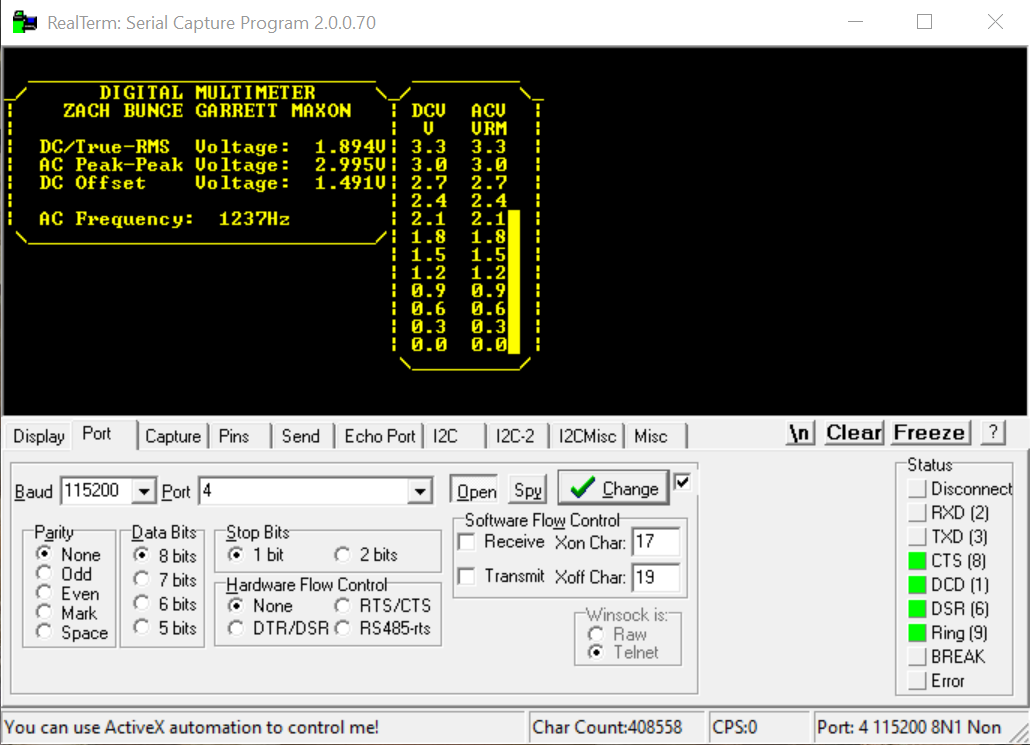 RealTerm: Serial Capture Program 2.0.0.70
DIGITAL MULTIMETER
ZACH BUNCE GARRETT MAXON
DC/True-RMS Voltage: 1.894V
AC Peak-Peak Voltage: 2.995V
DC Offset Voltage: 1.491V
AC Frequency: 1237Hz
DCV ACV
V VRM
3.3 3.3
3.0 3.0
2.7 2.7
2.4 2.4
2.1 2.1
1.8 1.8
1.5 1.5
1.2 1.2
0.9 0.9
0.6 0.6
0.3 0.3
0.0 0.0
Display Port Capture Pins Send Echo Port I2C I2C-2 I2CMisc Misc \n Clear Freeze ?
Baud 115200 Port 4 Open Spy Change
Parity
None
Odd
Even
Mark
Space
Data Bits
8 bits
7 bits
6 bits
5 bits
Stop Bits
1 bit 2 bits
Hardware Flow Control
None RTS/CTS
DTR/DSR RS485-rts
Software Flow Control
Receive Xon Char: 17
Transmit Xoff Char: 19
Winsock is:
Raw
Telnet
Status
Disconnect
RXD (2)
TXD (3)
CTS (8)
DCD (1)
DSR (6)
Ring (9)
BREAK
Error
You can use ActiveX automation to control me! Char Count:408558 CPS:0 Port: 4 115200 8N1 Non